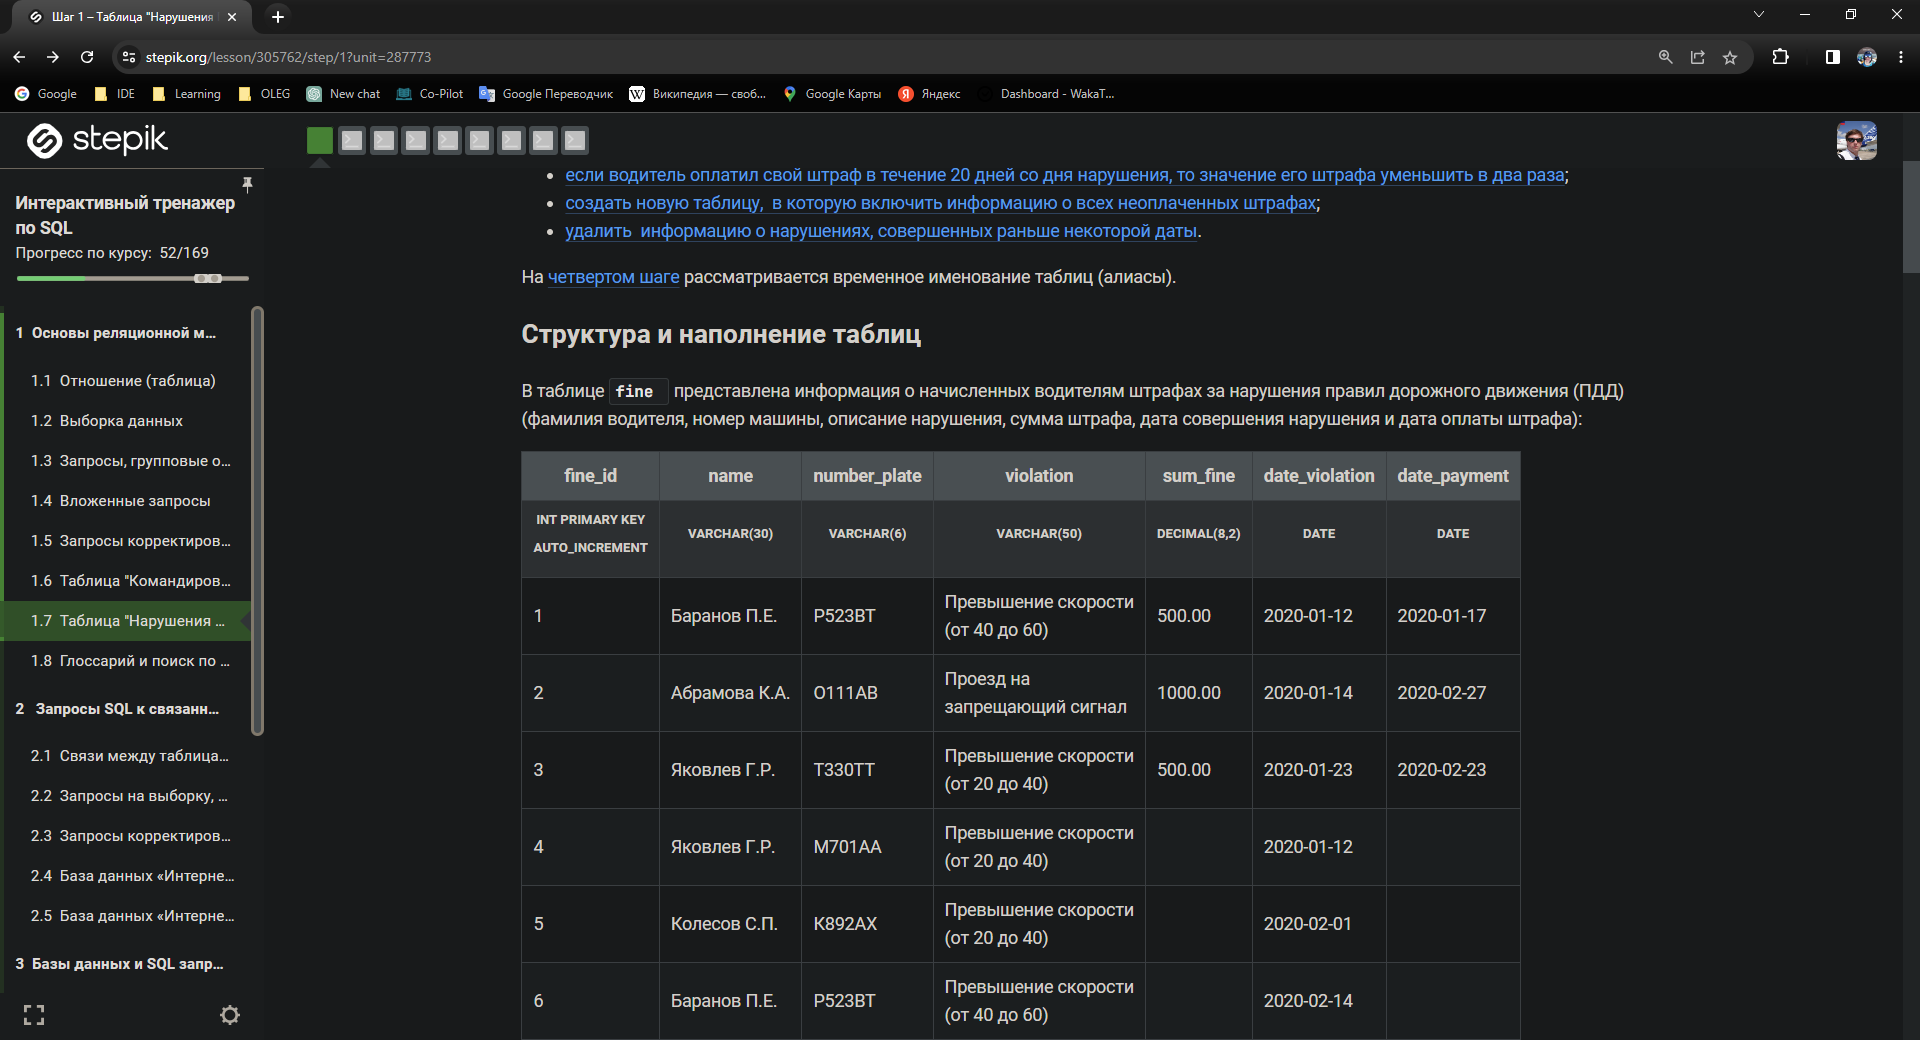 Шаг 1 – Таблица "Нарушения
stepik.org/lesson/305762/step/1?unit=287773
Google
IDE
Learning
OLEG
New chat
Co-Pilot
Google Переводчик
Википедия — своб...
Google Карты
Яндекс
Dashboard - WakaT...
stepik
Интерактивный тренажер
по SQL
Прогресс по курсу: 52/169
1 Основы реляционной м...
1.1 Отношение (таблица)
1.2 Выборка данных
1.3 Запросы, групповые о...
1.4 Вложенные запросы
1.5 Запросы корректиров...
1.6 Таблица "Командиров...
1.7 Таблица "Нарушения ...
1.8 Глоссарий и поиск по ...
2 Запросы SQL к связанн...
2.1 Связи между таблица...
2.2 Запросы на выборку, ...
2.3 Запросы корректиров...
2.4 База данных «Интерне...
2.5 База данных «Интерне...
3 Базы данных и SQL запр...
если водитель оплатил свой штраф в течение 20 дней со дня нарушения, то значение его штрафа уменьшить в два раза;
создать новую таблицу, в которую включить информацию о всех неоплаченных штрафах;
удалить информацию о нарушениях, совершенных раньше некоторой даты.
На четвертом шаге рассматривается временное именование таблиц (алиасы).
Структура и наполнение таблиц
В таблице fine представлена информация о начисленных водителям штрафах за нарушения правил дорожного движения (ПДД)
(фамилия водителя, номер машины, описание нарушения, сумма штрафа, дата совершения нарушения и дата оплаты штрафа):
fine_id name number_plate violation sum_fine date_violation date_payment
INT PRIMARY KEY
AUTO_INCREMENT
VARCHAR(30) VARCHAR(6) VARCHAR(50) DECIMAL(8,2) DATE DATE
1 Баранов П.Е. Р523ВТ Превышение скорости
(от 40 до 60)
500.00 2020-01-12 2020-01-17
2 Абрамова К.А. О111АВ Проезд на
запрещающий сигнал
1000.00 2020-01-14 2020-02-27
3 Яковлев Г.Р. Т330ТТ Превышение скорости
(от 20 до 40)
500.00 2020-01-23 2020-02-23
4 Яковлев Г.Р. М701АА Превышение скорости
(от 20 до 40)
2020-01-12
5 Колесов С.П. К892АХ Превышение скорости
(от 20 до 40)
2020-02-01
6 Баранов П.Е. Р523ВТ Превышение скорости
(от 40 до 60)
2020-02-14